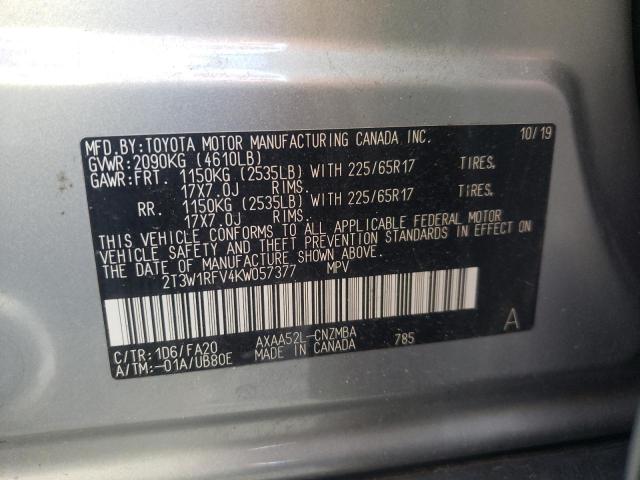 MFD.BY:TOYOTA MOTOR MANUFACTURING CANADA INC. 10/19
GVWR:2090KG (4610LB)
GAWR:FRT. 1150KG (2535LB) WITH 225/65R17 TIRES.
17X7.0J RIMS.
RR. 1150KG (2535LB) WITH 225/65R17 TIRES.
17X7.0J RIMS.
THIS VEHICLE CONFORMS TO ALL APPLICABLE FEDERAL MOTOR
VEHICLE SAFETY AND THEFT PREVENTION STANDARDS IN EFFECT ON
THE DATE OF MANUFACTURE SHOWN ABOVE.
2T3W1RFV4KW057377 MPV
C/TR:1D6/FA20 AXAA52L-CNZMBA 785 A
A/TM:-01A/UB80E MADE IN CANADA